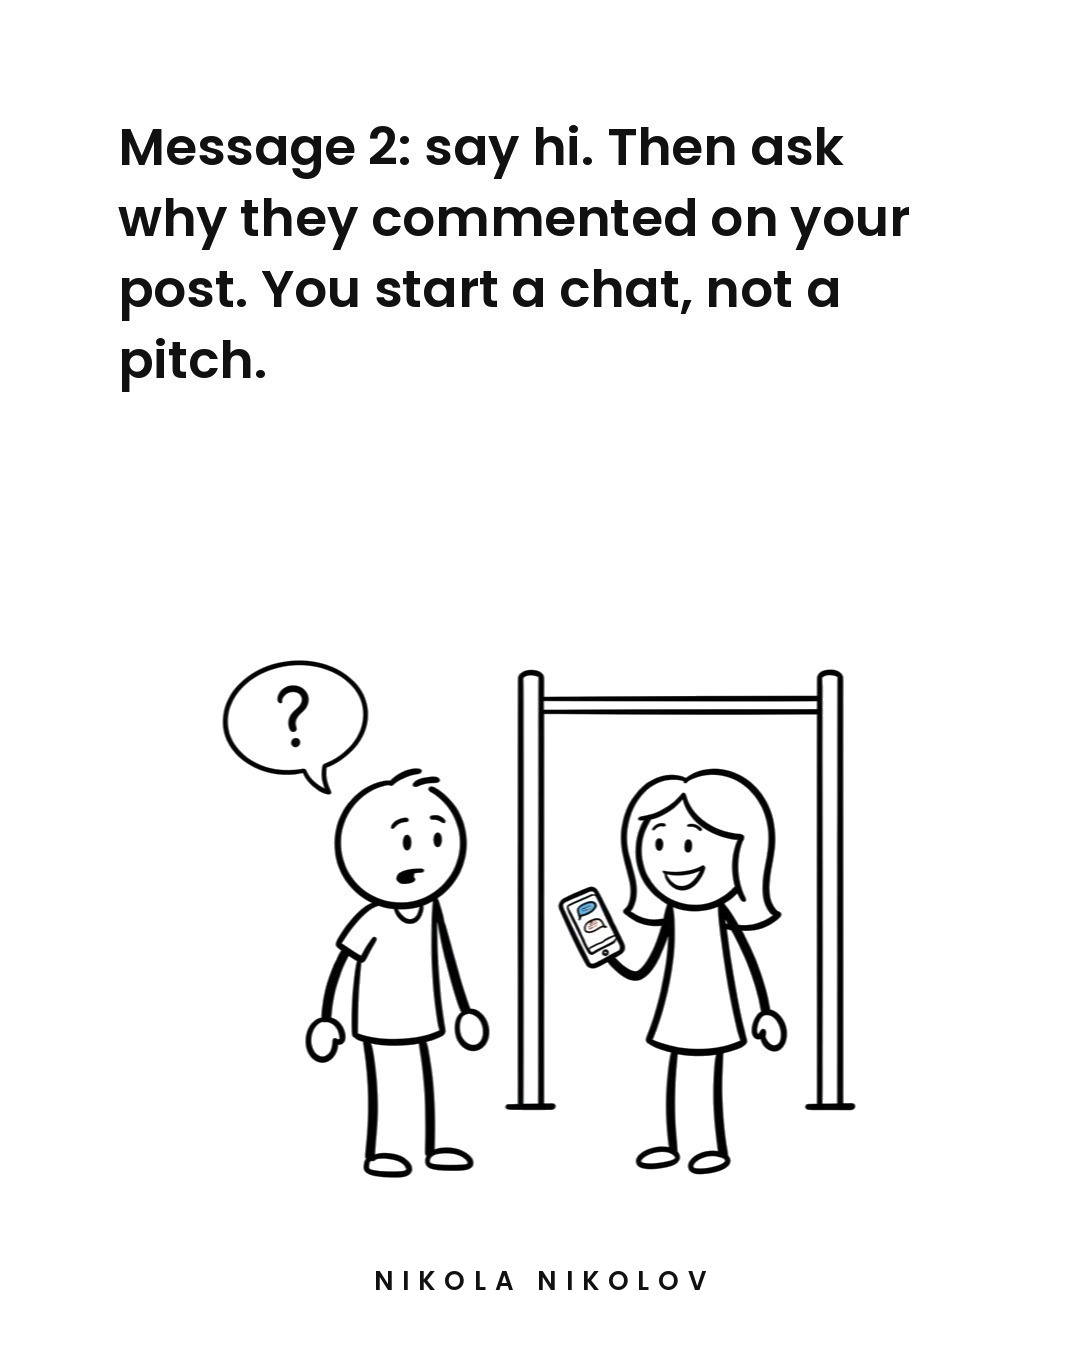 Message 2: say hi. Then ask
why they commented on your
post. You start a chat, not a
pitch.
?
NIKOLA NIKOLOV